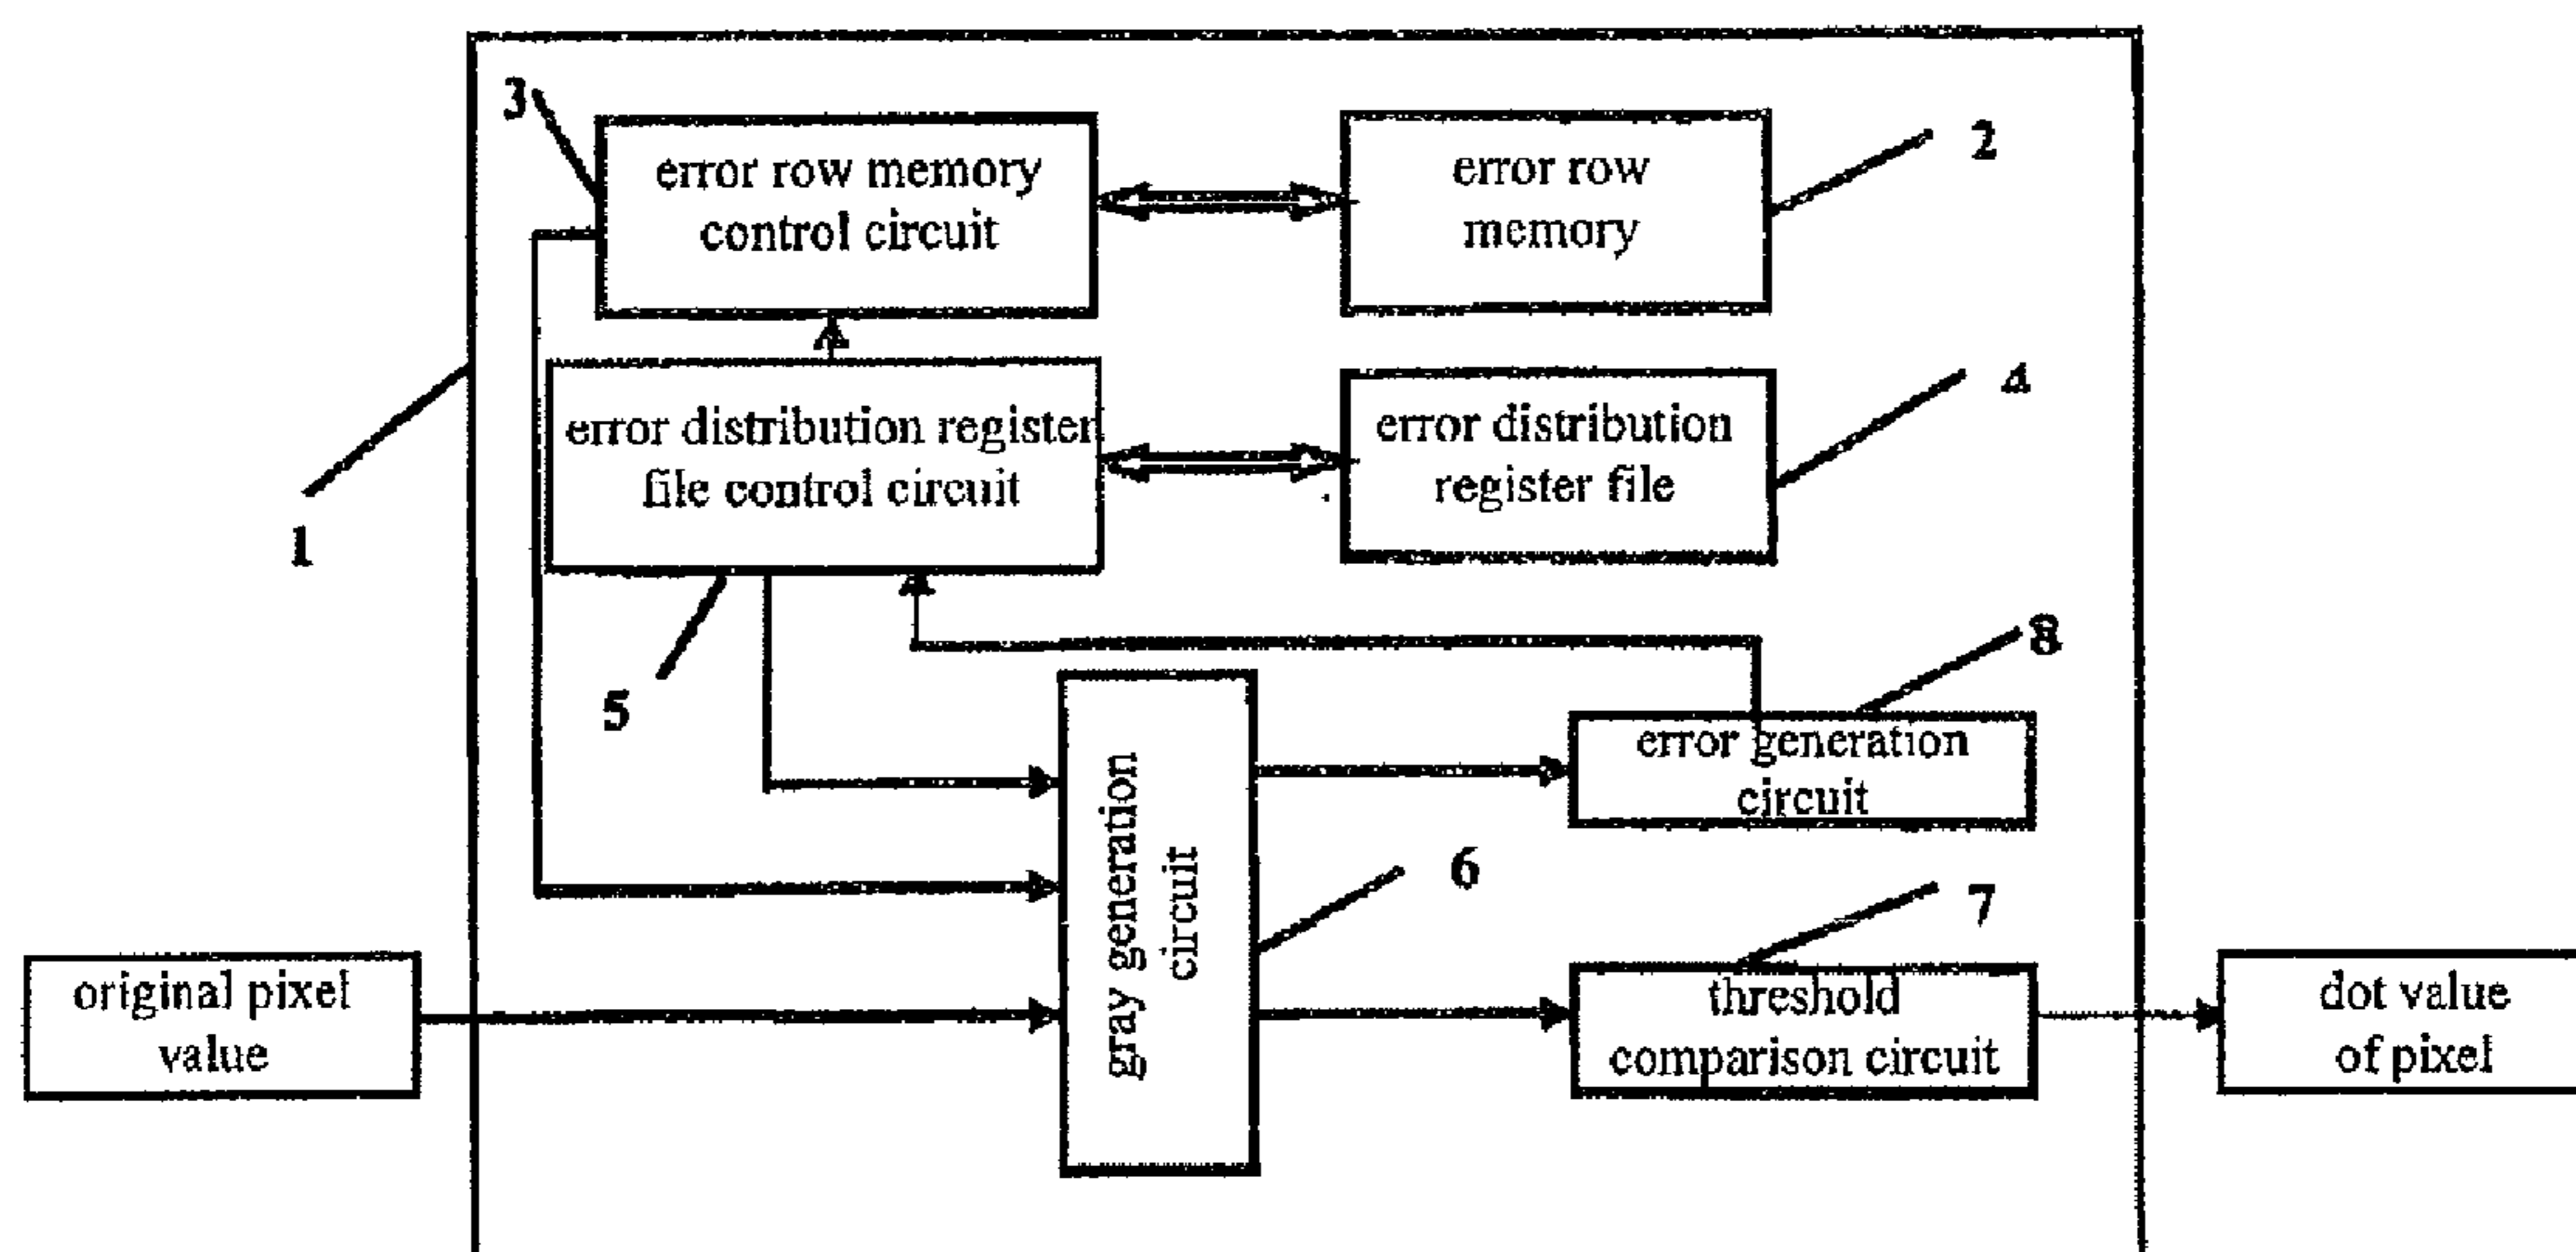 3
error row memory
control circuit
error row
memory
2
error distribution register
file control circuit
error distribution
register file
4
1
5
8
error generation
circuit
gray generation
circuit
6
7
original pixel
value
threshold
comparison circuit
dot value
of pixel